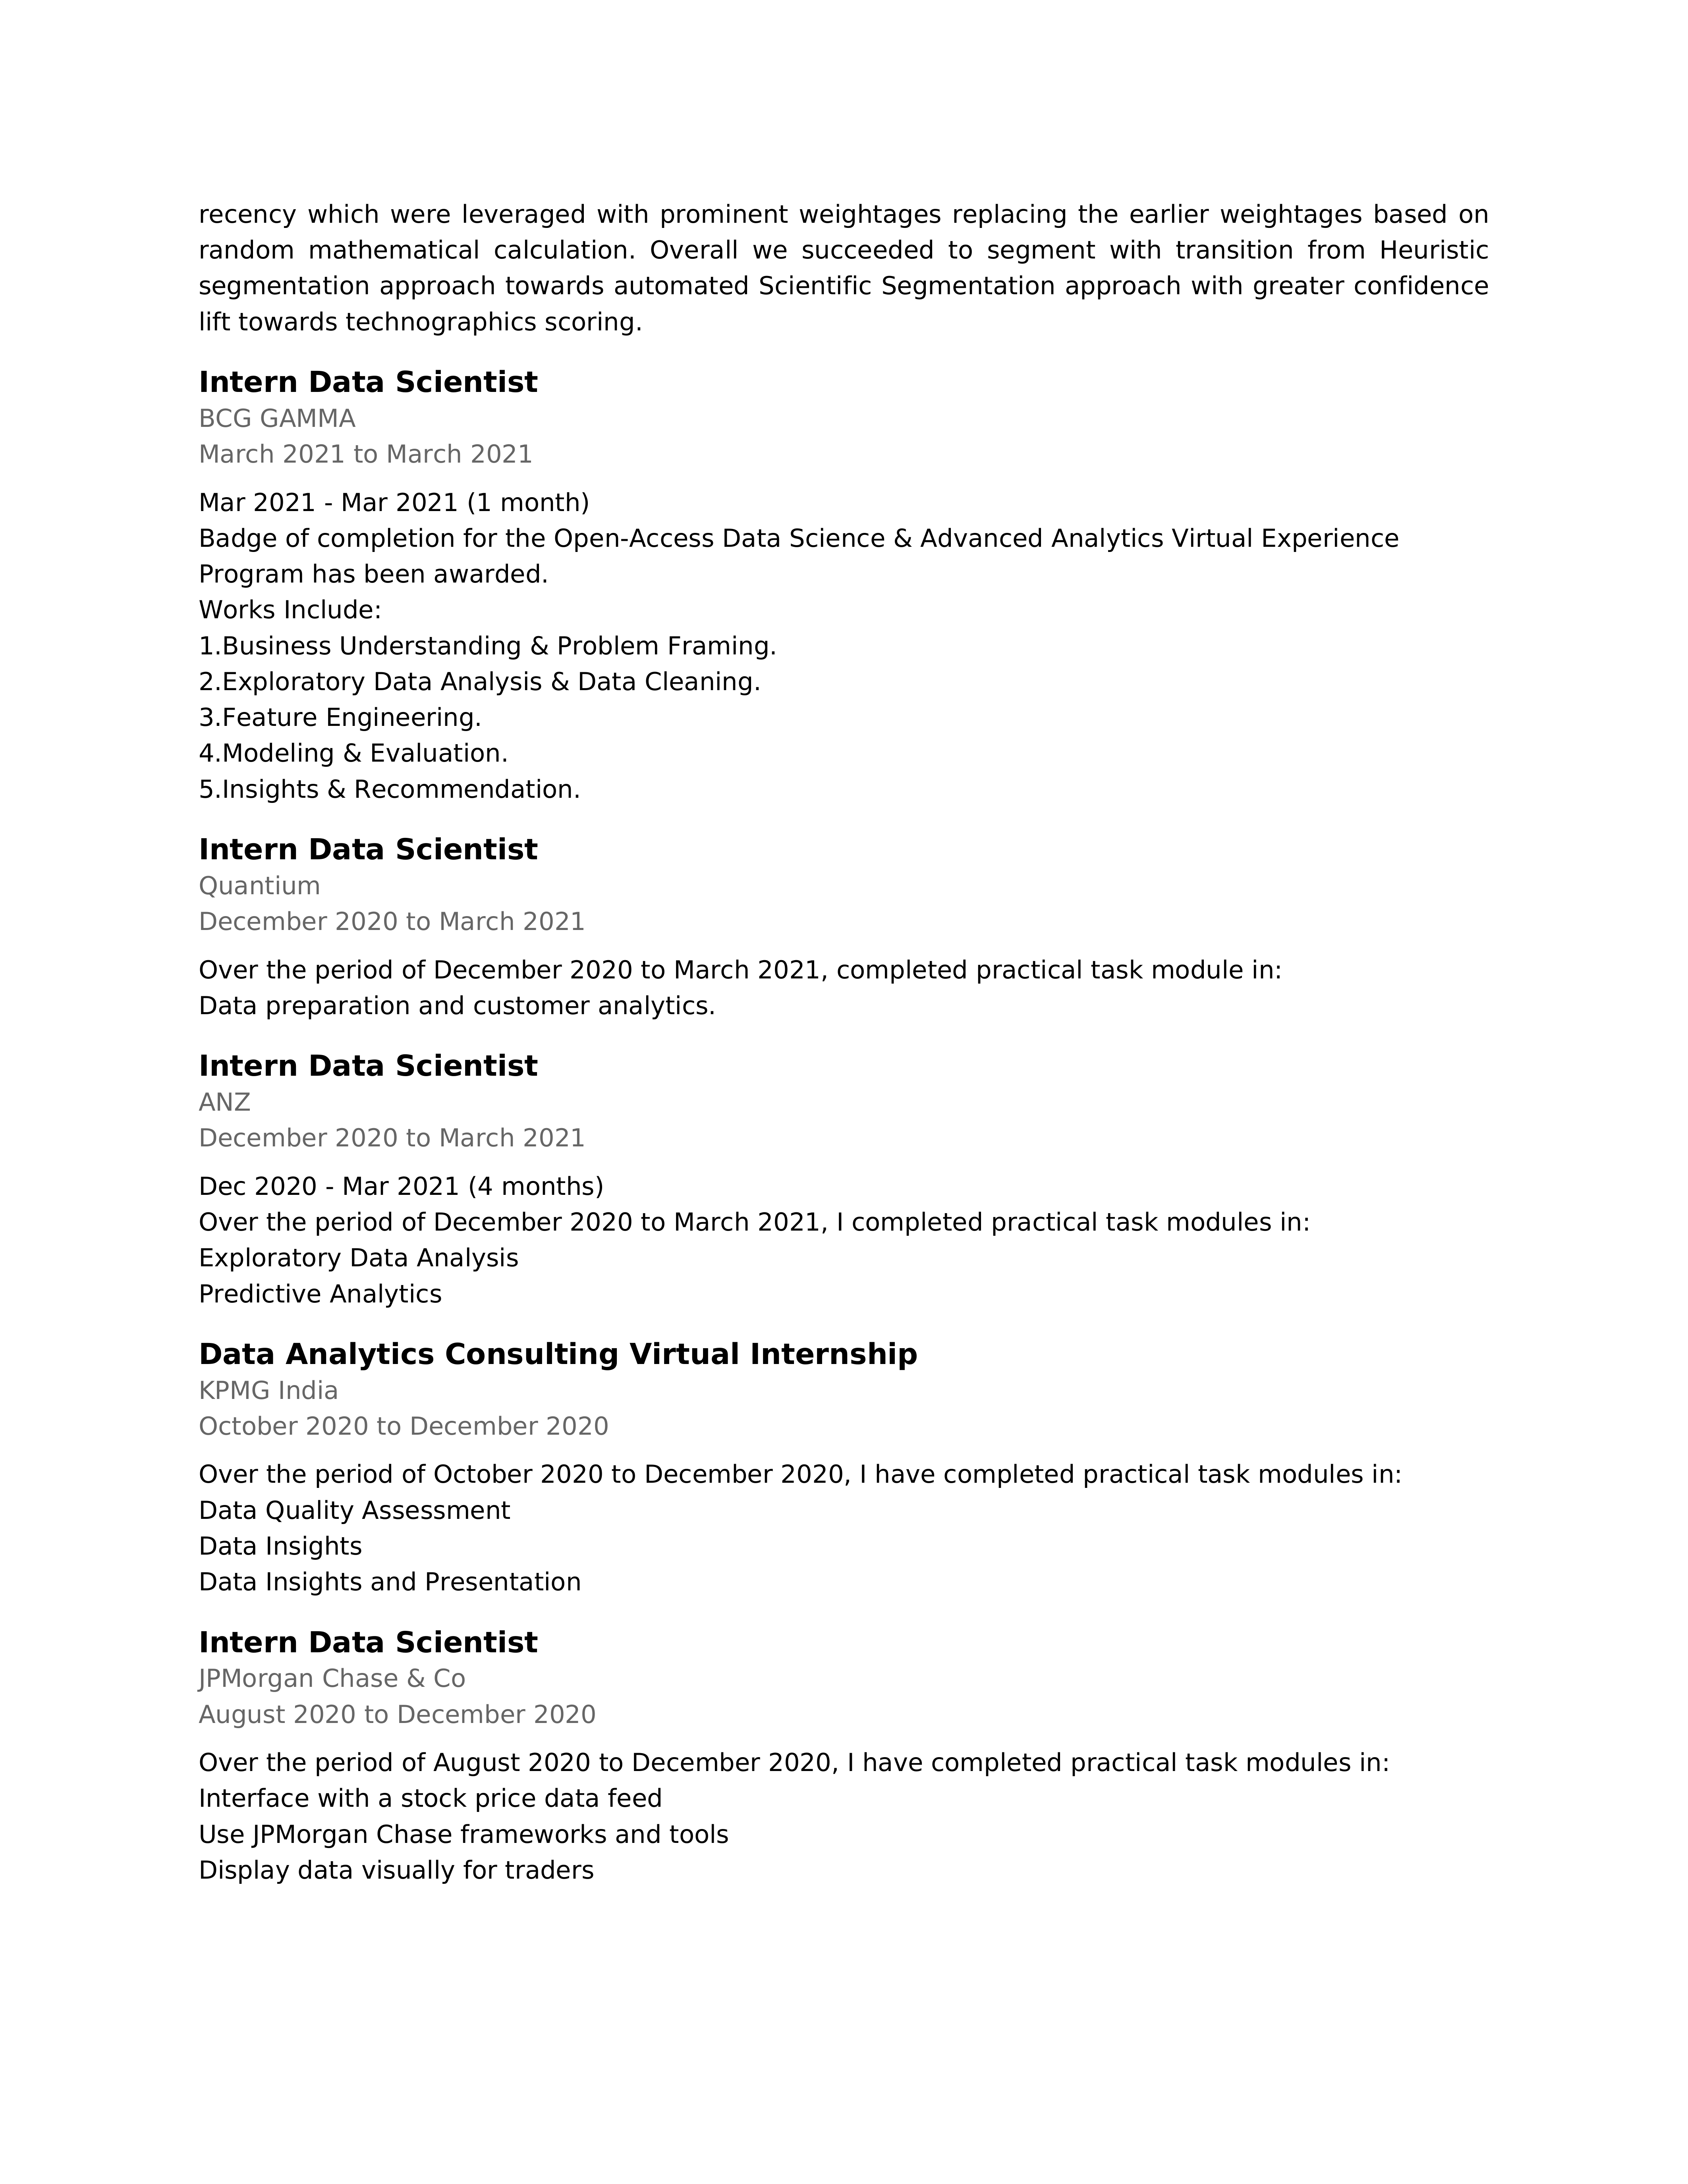 recency which were leveraged with prominent weightages replacing the earlier weightages based on
random mathematical calculation. Overall we succeeded to segment with transition from Heuristic
segmentation approach towards automated Scientific Segmentation approach with greater confidence
lift towards technographics scoring.
Intern Data Scientist
BCG GAMMA
March 2021 to March 2021
Mar 2021 - Mar 2021 (1 month)
Badge of completion for the Open-Access Data Science & Advanced Analytics Virtual Experience
Program has been awarded.
Works Include:
1.Business Understanding & Problem Framing.
2.Exploratory Data Analysis & Data Cleaning.
3.Feature Engineering.
4.Modeling & Evaluation.
5.Insights & Recommendation.
Intern Data Scientist
Quantium
December 2020 to March 2021
Over the period of December 2020 to March 2021, completed practical task module in:
Data preparation and customer analytics.
Intern Data Scientist
ANZ
December 2020 to March 2021
Dec 2020 - Mar 2021 (4 months)
Over the period of December 2020 to March 2021, I completed practical task modules in:
Exploratory Data Analysis
Predictive Analytics
Data Analytics Consulting Virtual Internship
KPMG India
October 2020 to December 2020
Over the period of October 2020 to December 2020, I have completed practical task modules in:
Data Quality Assessment
Data Insights
Data Insights and Presentation
Intern Data Scientist
JPMorgan Chase & Co
August 2020 to December 2020
Over the period of August 2020 to December 2020, I have completed practical task modules in:
Interface with a stock price data feed
Use JPMorgan Chase frameworks and tools
Display data visually for traders